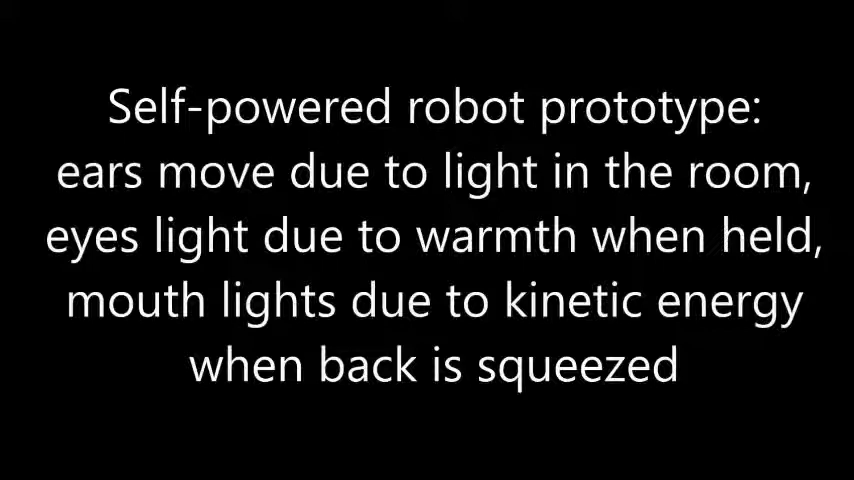 Self-powered robot prototype:
ears move due to light in the room,
eyes light due to warmth when held,
mouth lights due to kinetic energy
when back is squeezed